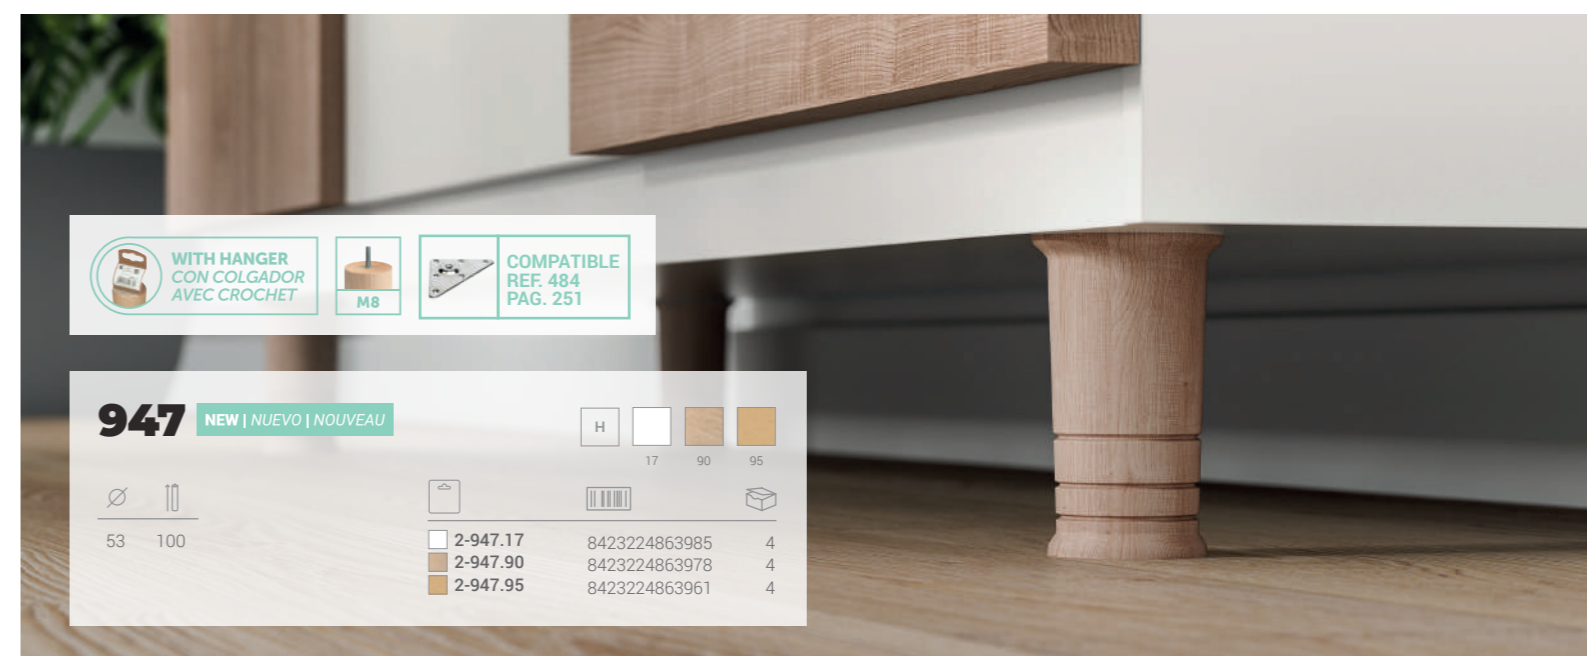 WITH HANGER
CON COLGADOR
AVEC CROCHET
M8
COMPATIBLE
REF. 484
PAG. 251
947 NEW | NUEVO | NOUVEAU
H
17 90 95
53 100
2-947.17 8423224863985 4
2-947.90 8423224863978 4
2-947.95 8423224863961 4